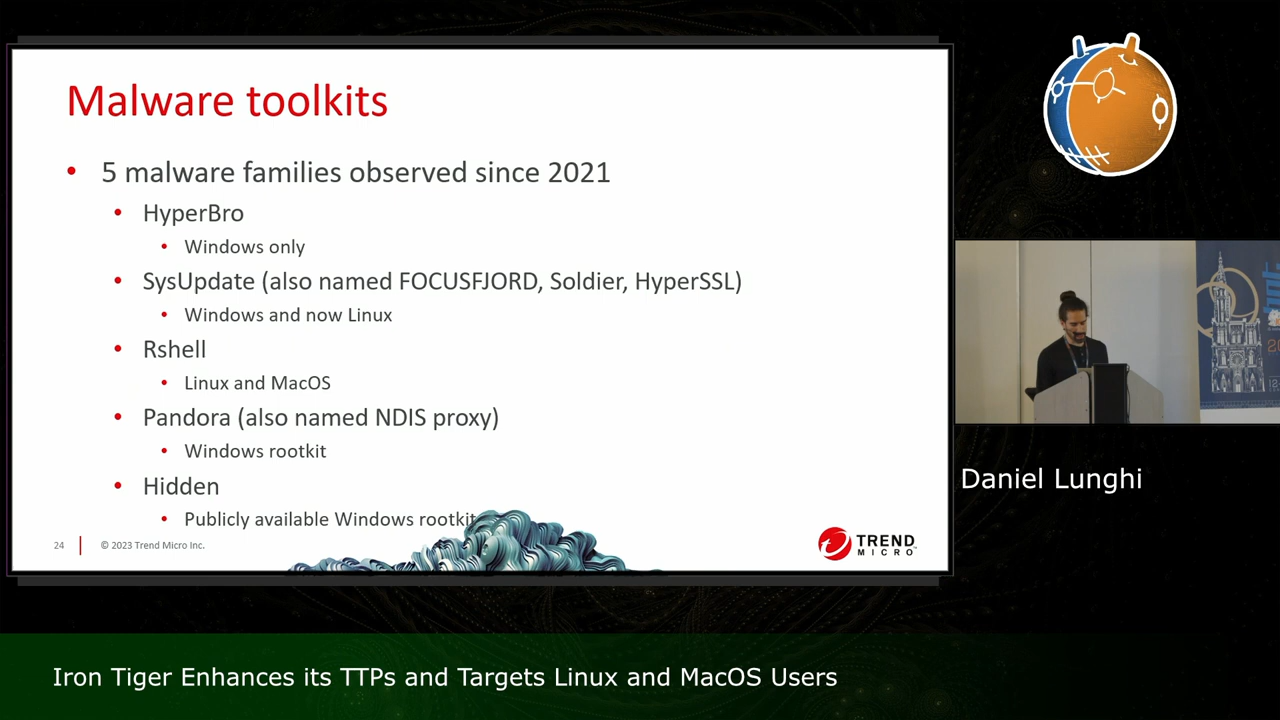 Malware toolkits
• 5 malware families observed since 2021
• HyperBro
• Windows only
• SysUpdate (also named FOCUSFJORD, Soldier, HyperSSL)
• Windows and now Linux
• Rshell
• Linux and MacOS
• Pandora (also named NDIS proxy)
• Windows rootkit
• Hidden
• Publicly available Windows rootkit
24
© 2023 Trend Micro Inc.
TREND
MICRO™
Daniel Lunghi
Iron Tiger Enhances its TTPs and Targets Linux and MacOS Users